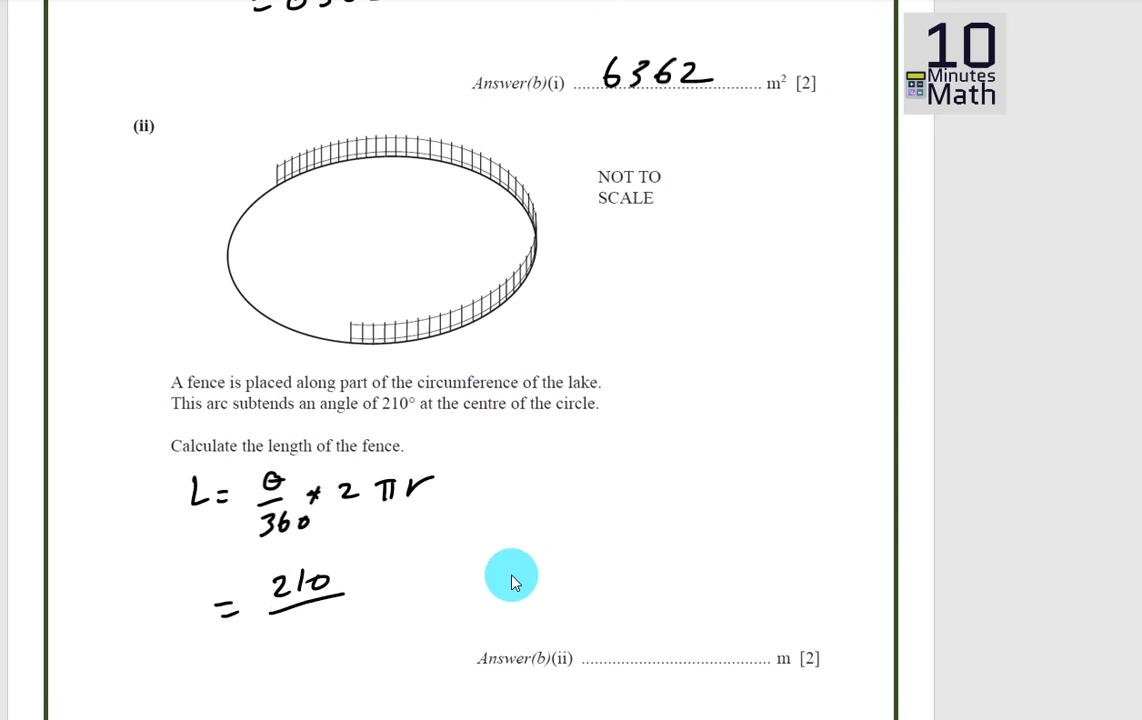 10
Minutes
Math
Answer(b)(i) 6362 m² [2]
(ii)
NOT TO
SCALE
A fence is placed along part of the circumference of the lake.
This arc subtends an angle of 210° at the centre of the circle.
Calculate the length of the fence.
L = θ/360 * 2πr
= 210
Answer(b)(ii) ............................................ m [2]